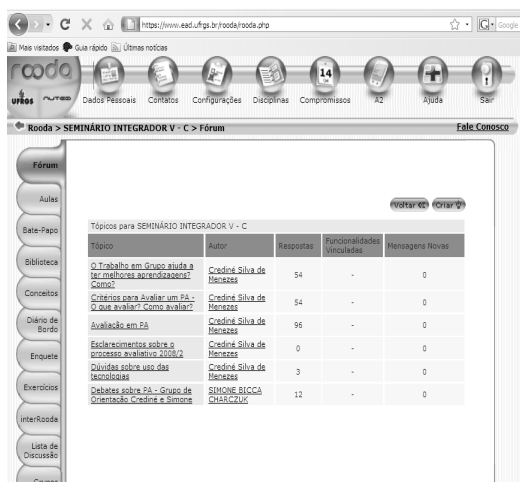 https://www.ead.ufrgs.br/rooda/rooda.php
G
Google
Mais visitados Guia rápido Últimas notícias
rooda
UFRGS NUTED
14
Dados Pessoais Contatos Configurações Disciplinas Compromissos A2 Ajuda Sair
Rooda > SEMINÁRIO INTEGRADOR V - C > Fórum
Fale Conosco
Fórum
Aulas
Bate-Papo
Biblioteca
Conceitos
Diário de
Bordo
Enquete
Exercícios
interRooda
Lista de
Discussão
Voltar Criar
Tópicos para SEMINÁRIO INTEGRADOR V - C
Tópico Autor Respostas Funcionalidades Vinculadas Mensagens Novas
O Trabalho em Grupo ajuda a
ter melhores aprendizagens?
Como?
Crediné Silva de
Menezes
54 - 0
Critérios para Avaliar um PA -
O que avaliar? Como avaliar?
Crediné Silva de
Menezes
54 - 0
Avaliação em PA
Crediné Silva de
Menezes
96 - 0
Esclarecimentos sobre o
processo avaliativo 2008/2
Crediné Silva de
Menezes
0 - 0
Dúvidas sobre uso das
tecnologias
Crediné Silva de
Menezes
3 - 0
Debates sobre PA - Grupo de
Orientação Crediné e Simone
SIMONE BICCA
CHARCZUK
12 - 0